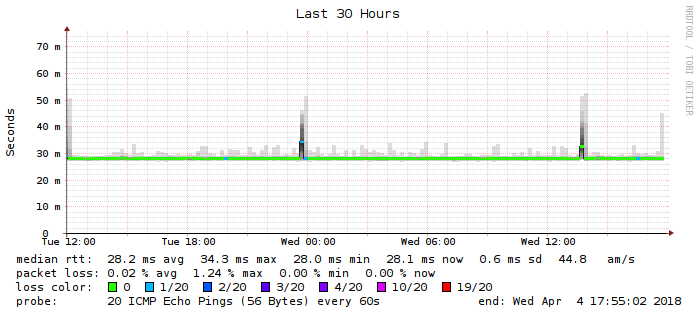 Last 30 Hours
RRDTOOL / TOBI OETIKER
Seconds
70 m
60 m
50 m
40 m
30 m
20 m
10 m
0
Tue 12:00 Tue 18:00 Wed 00:00 Wed 06:00 Wed 12:00
median rtt: 28.2 ms avg 34.3 ms max 28.0 ms min 28.1 ms now 0.6 ms sd 44.8 am/s
packet loss: 0.02 % avg 1.24 % max 0.00 % min 0.00 % now
loss color: 0 1/20 2/20 3/20 4/20 10/20 19/20
probe: 20 ICMP Echo Pings (56 Bytes) every 60s end: Wed Apr 4 17:55:02 2018